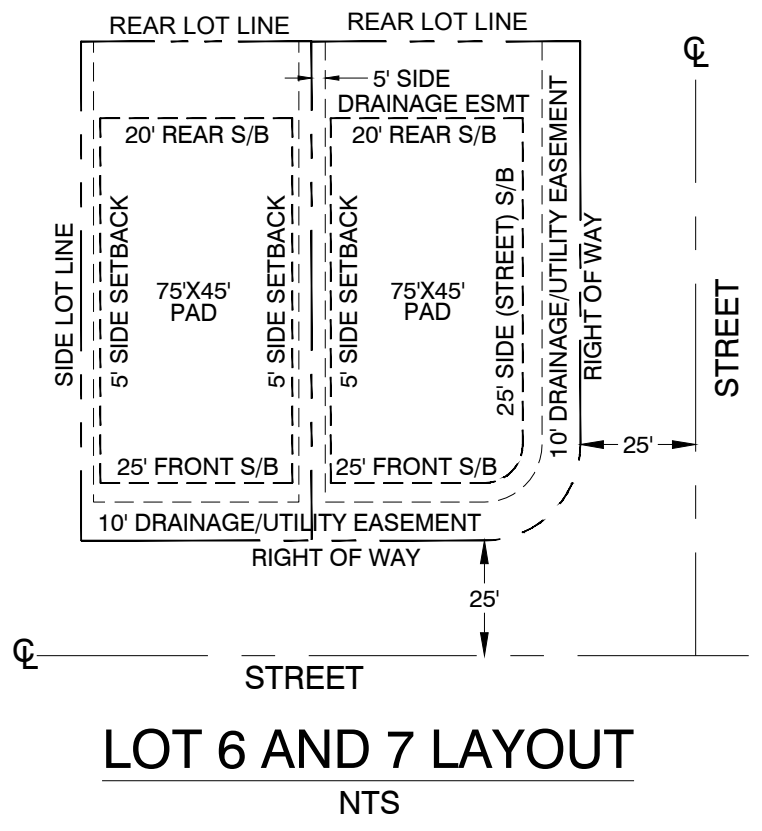 REAR LOT LINE
REAR LOT LINE
℄
5' SIDE
DRAINAGE ESMT
20' REAR S/B
20' REAR S/B
SIDE LOT LINE
5' SIDE SETBACK
75'X45'
PAD
5' SIDE SETBACK
5' SIDE SETBACK
75'X45'
PAD
25' SIDE (STREET) S/B
10' DRAINAGE/UTILITY EASEMENT
RIGHT OF WAY
STREET
25'
25' FRONT S/B
25' FRONT S/B
10' DRAINAGE/UTILITY EASEMENT
RIGHT OF WAY
25'
℄
STREET
LOT 6 AND 7 LAYOUT
NTS